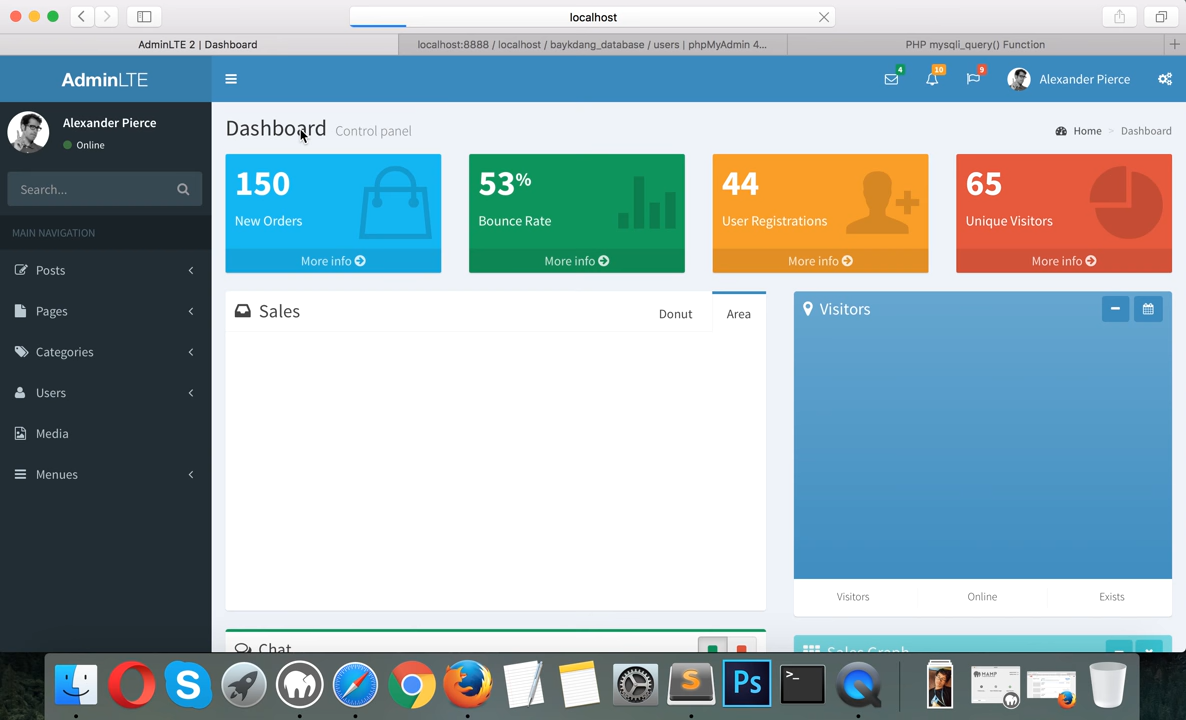 localhost
AdminLTE 2 | Dashboard
localhost:8888 / localhost / baykdang_database / users | phpMyAdmin 4...
PHP mysqli_query() Function
AdminLTE
4
10
9
Alexander Pierce
Alexander Pierce
Online
Search...
MAIN NAVIGATION
Posts
Pages
Categories
Users
Media
Menues
Dashboard Control panel
Home > Dashboard
150
New Orders
More info
53%
Bounce Rate
More info
44
User Registrations
More info
65
Unique Visitors
More info
Sales
Donut
Area
Visitors
Visitors
Online
Exists
Chat
Sales Graph